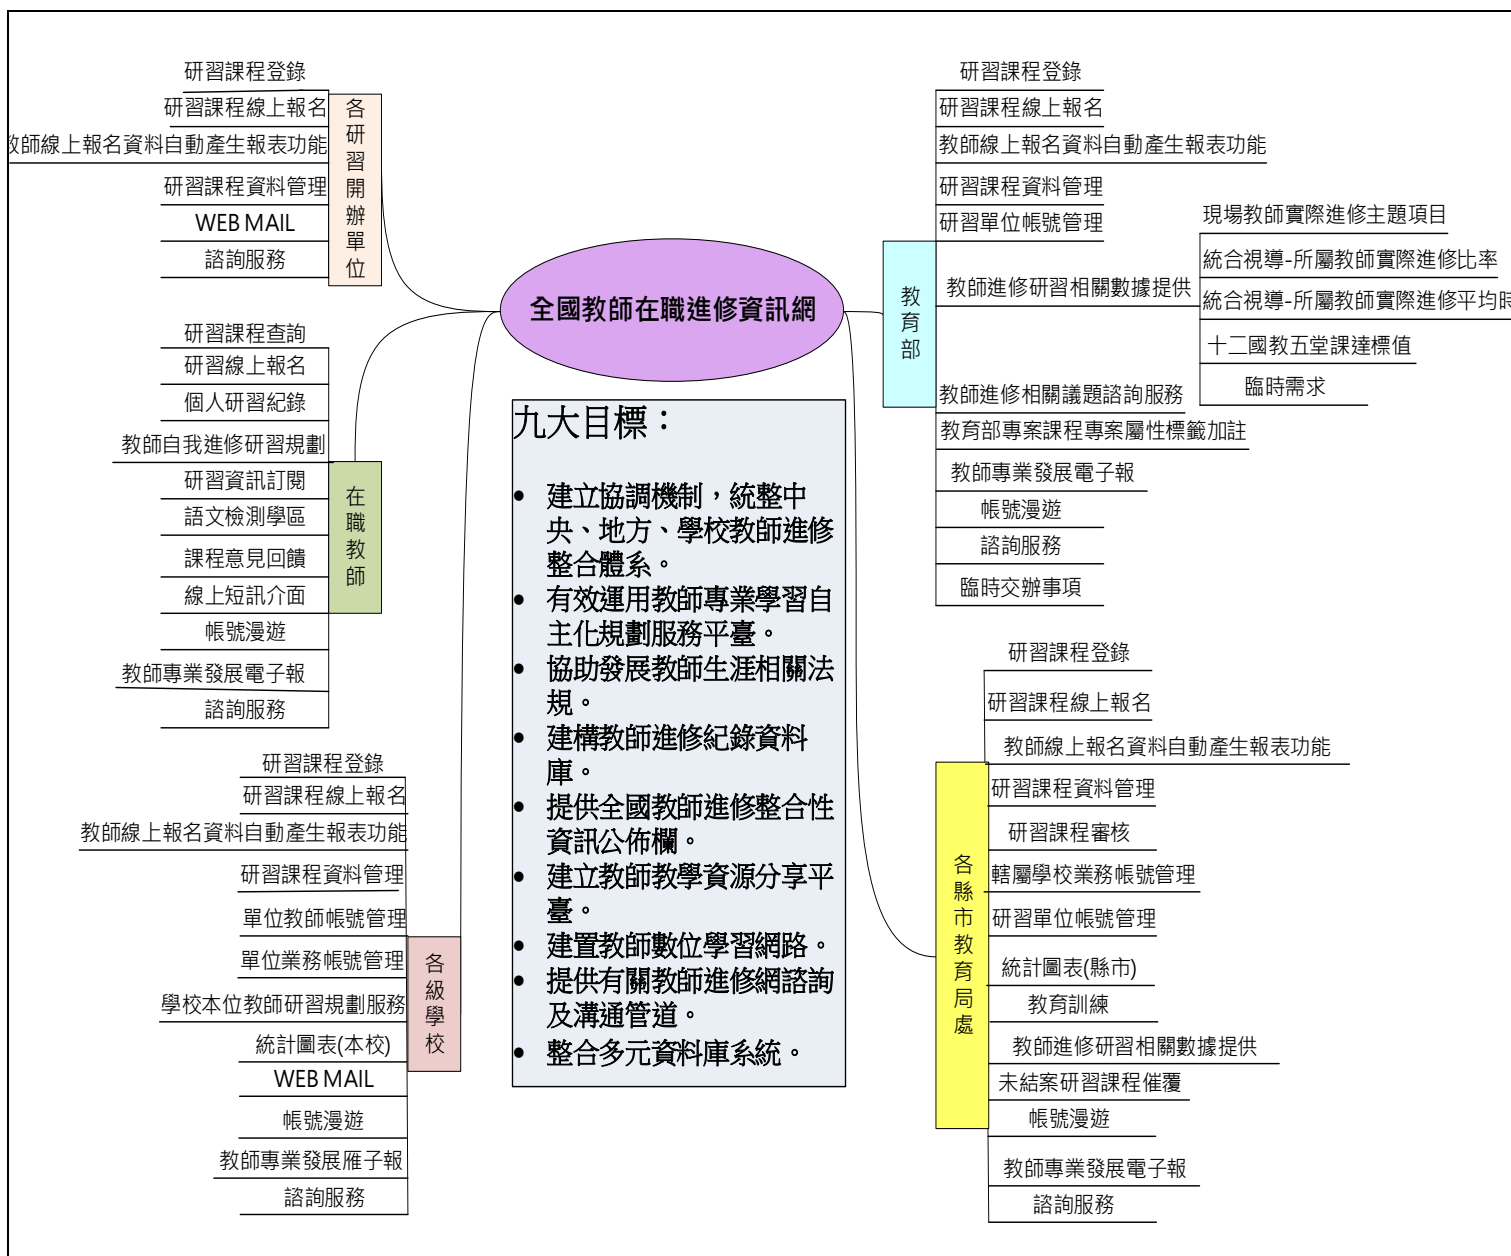 全國教師在職進修資訊網
各研習開辦單位
研習課程登錄
研習課程線上報名
教師線上報名資料自動產生報表功能
研習課程資料管理
WEB MAIL
諮詢服務
在職教師
研習課程查詢
研習線上報名
個人研習紀錄
教師自我進修研習規劃
研習資訊訂閱
語文檢測學區
課程意見回饋
線上短訊介面
帳號漫遊
教師專業發展電子報
諮詢服務
各級學校
研習課程登錄
研習課程線上報名
教師線上報名資料自動產生報表功能
研習課程資料管理
單位教師帳號管理
單位業務帳號管理
學校本位教師研習規劃服務
統計圖表(本校)
WEB MAIL
帳號漫遊
教師專業發展雁子報
諮詢服務
九大目標：
• 建立協調機制，統整中
央、地方、學校教師進修
整合體系。
• 有效運用教師專業學習自
主化規劃服務平臺。
• 協助發展教師生涯相關法
規。
• 建構教師進修紀錄資料
庫。
• 提供全國教師進修整合性
資訊公佈欄。
• 建立教師教學資源分享平
臺。
• 建置教師數位學習網路。
• 提供有關教師進修網諮詢
及溝通管道。
• 整合多元資料庫系統。
教育部
研習課程登錄
研習課程線上報名
教師線上報名資料自動產生報表功能
研習課程資料管理
研習單位帳號管理
教師進修研習相關數據提供
現場教師實際進修主題項目
統合視導-所屬教師實際進修比率
統合視導-所屬教師實際進修平均時
十二國教五堂課達標值
臨時需求
教師進修相關議題諮詢服務
教育部專案課程專案屬性標籤加註
教師專業發展電子報
帳號漫遊
諮詢服務
臨時交辦事項
各縣市教育局處
研習課程登錄
研習課程線上報名
教師線上報名資料自動產生報表功能
研習課程資料管理
研習課程審核
轄屬學校業務帳號管理
研習單位帳號管理
統計圖表(縣市)
教育訓練
教師進修研習相關數據提供
未結案研習課程催覆
帳號漫遊
教師專業發展電子報
諮詢服務